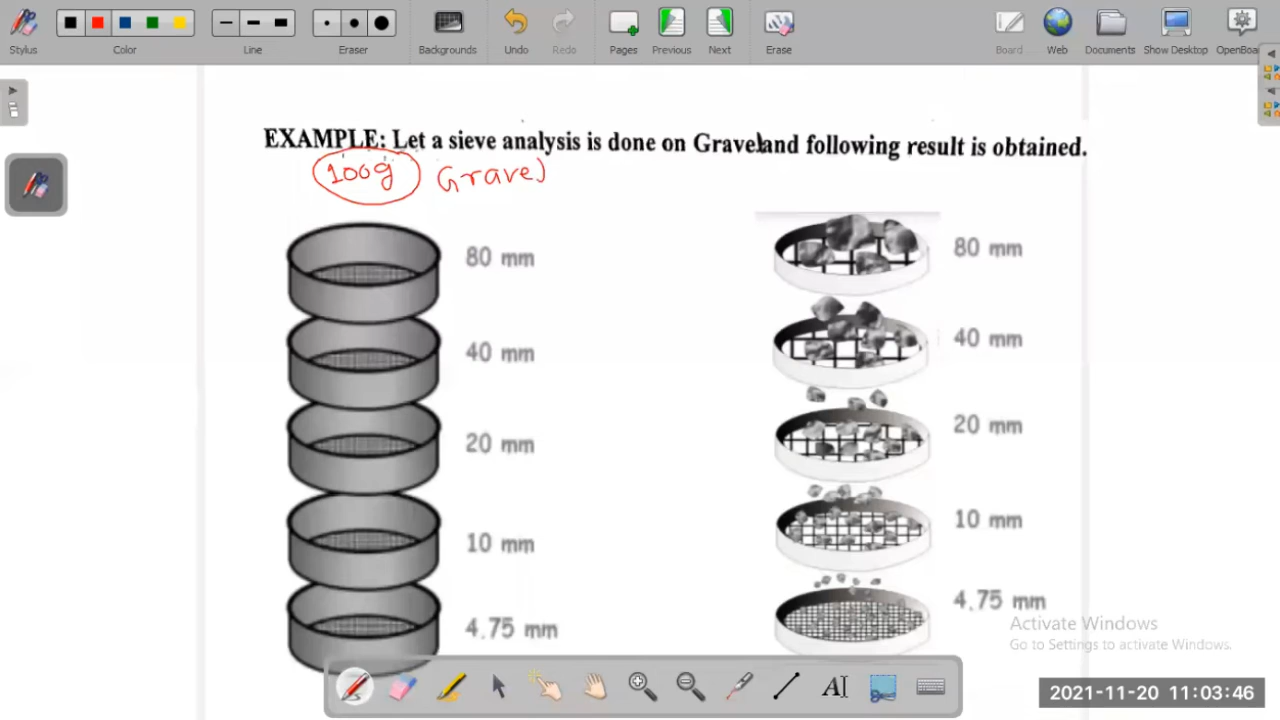 Stylus
Color
Line
Eraser
Backgrounds
Undo
Redo
Pages
Previous
Next
Erase
Board
Web
Documents
Show Desktop
OpenBoa
EXAMPLE: Let a sieve analysis is done on Gravel and following result is obtained.
100g Gravel
80 mm
40 mm
20 mm
10 mm
4.75 mm
80 mm
40 mm
20 mm
10 mm
4.75 mm
Activate Windows
Go to Settings to activate Windows.
AI
2021-11-20 11:03:46